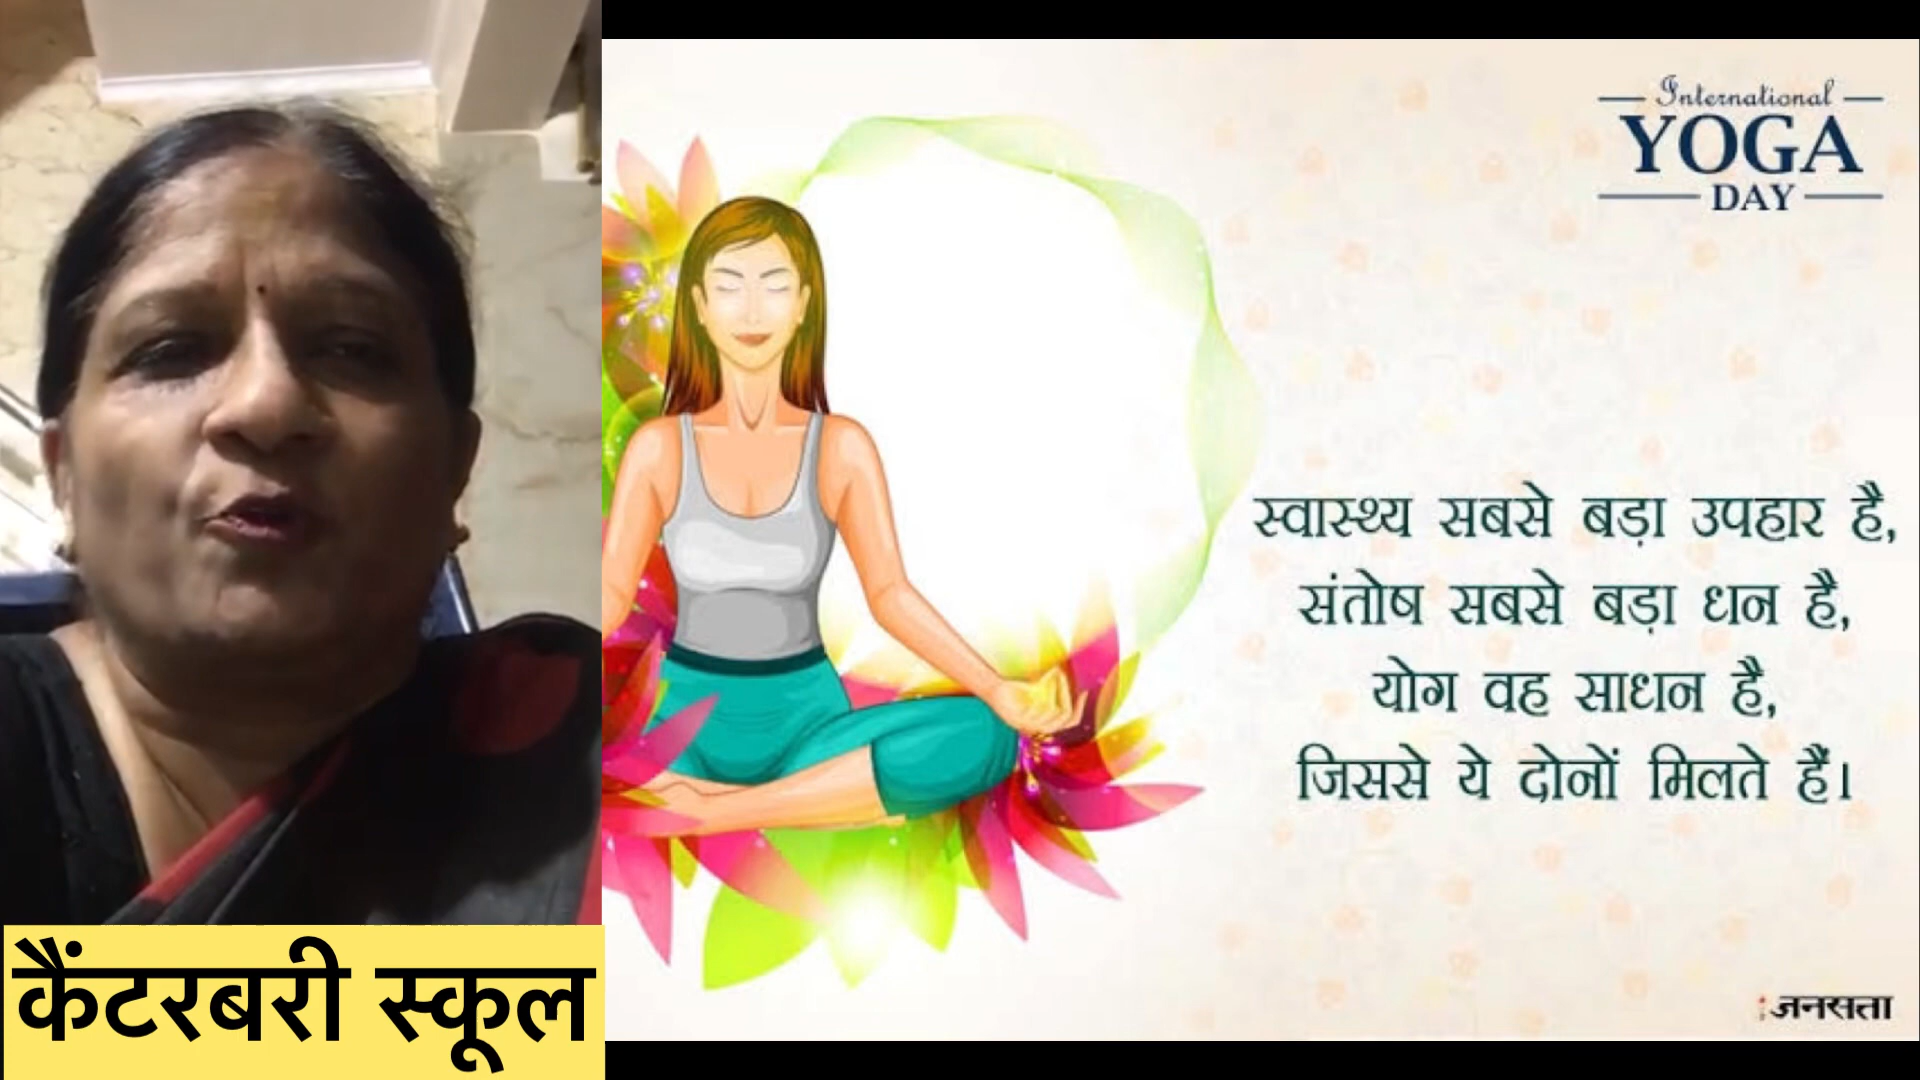 International
YOGA
DAY
स्वास्थ्य सबसे बड़ा उपहार है,
संतोष सबसे बड़ा धन है,
योग वह साधन है,
जिससे ये दोनों मिलते हैं।
जनसत्ता
कैंटरबरी स्कूल